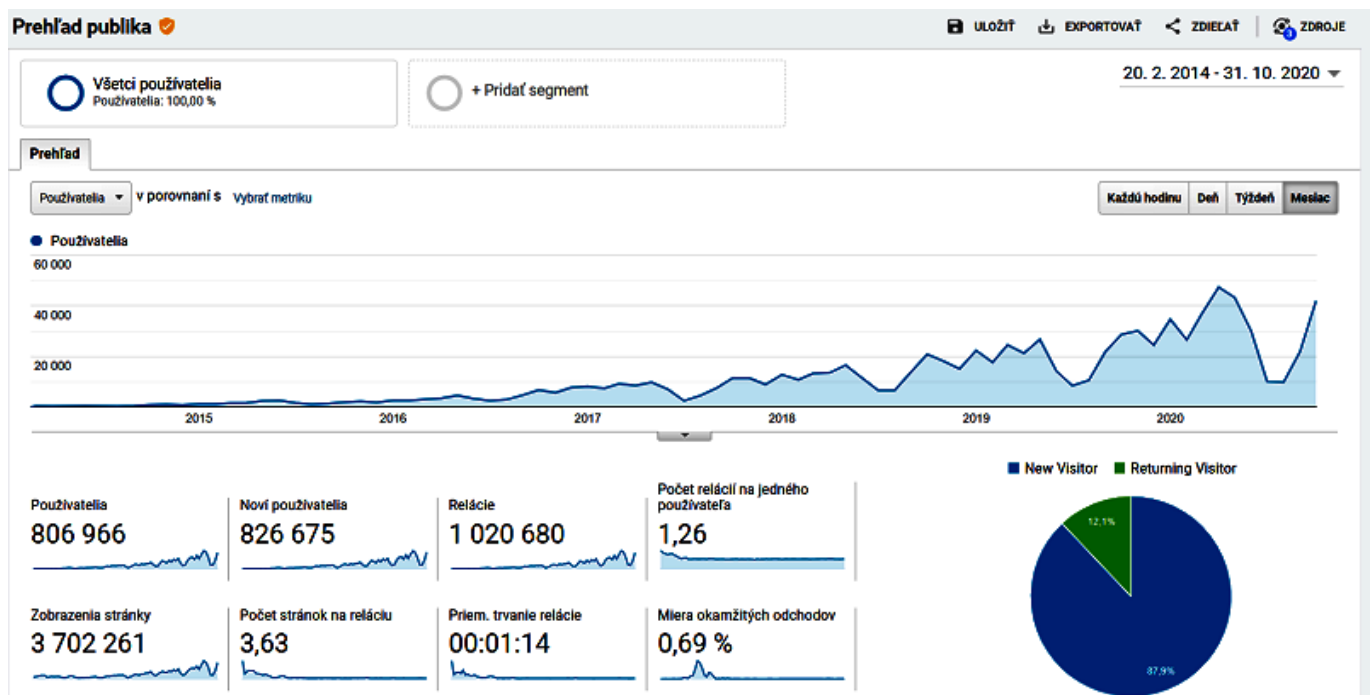 Prehľad publika
ULOŽIŤ EXPORTOVAŤ ZDIEĽAŤ 3 ZDROJE
Všetci používatelia
Používatelia: 100,00 %
+ Pridať segment
20. 2. 2014 - 31. 10. 2020
Prehľad
Používatelia v porovnaní s Vybrať metriku
Každú hodinu Deň Týždeň Mesiac
Používatelia
60 000
40 000
20 000
2015 2016 2017 2018 2019 2020
New Visitor Returning Visitor
Používatelia
806 966
Noví používatelia
826 675
Relácie
1 020 680
Počet relácií na jedného
používateľa
1,26
Zobrazenia stránky
3 702 261
Počet stránok na reláciu
3,63
Priem. trvanie relácie
00:01:14
Miera okamžitých odchodov
0,69 %
12,1%
87,9%